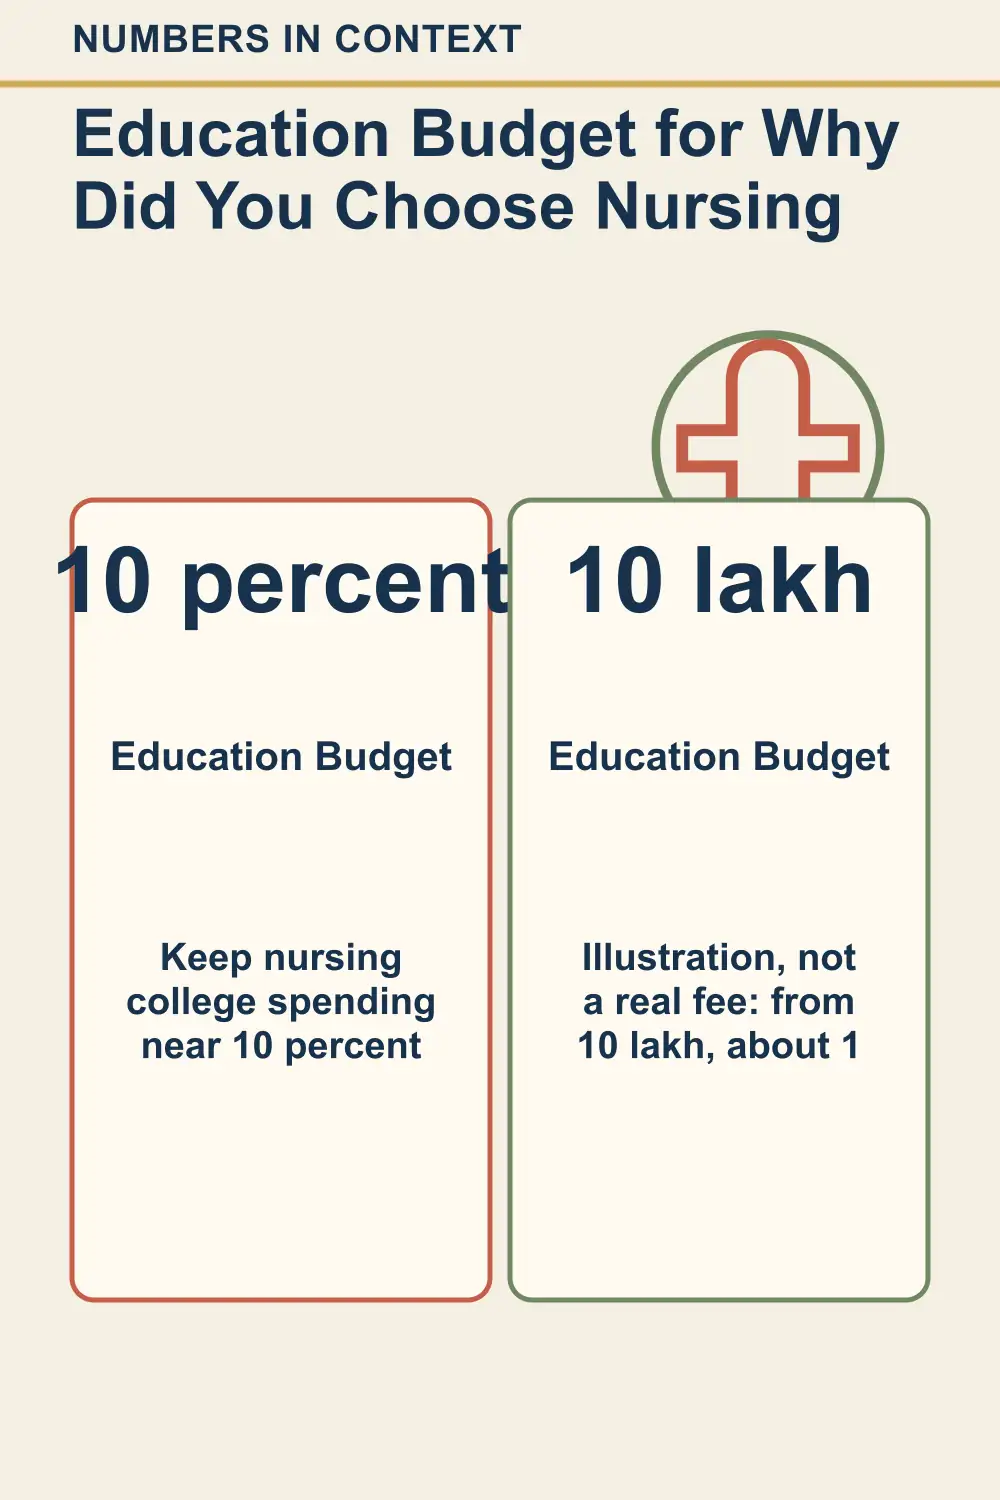 NUMBERS IN CONTEXT
Education Budget for Why
Did You Choose Nursing
10 percent
Education Budget
Keep nursing
college spending
near 10 percent
10 lakh
Education Budget
Illustration, not
a real fee: from
10 lakh, about 1